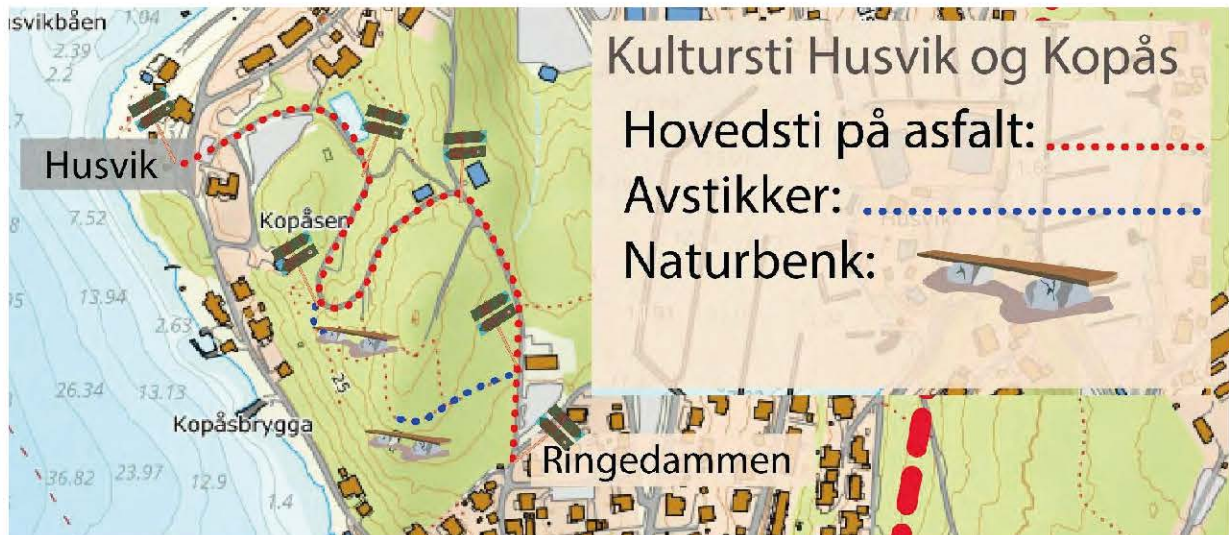 svikbåen
1.04
2.39
2.2
Kultursti Husvik og Kopås
Hovedsti på asfalt:
Avstikker:
Naturbenk:
Husvik
7.52
Kopåsen
13.94
2.63
25
26.34
13.13
Kopåsbrygga
Ringedammen
36.82
23.97
12.9
1.4